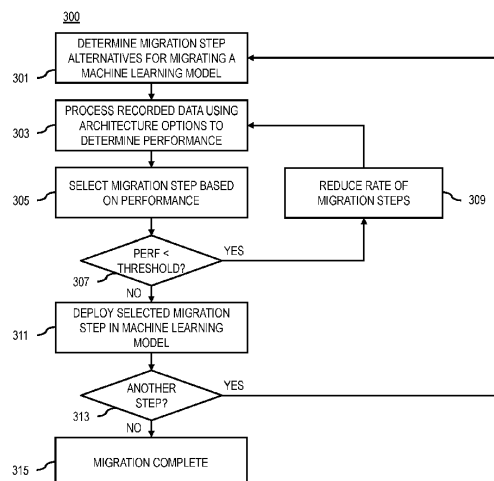 300
DETERMINE MIGRATION STEP
ALTERNATIVES FOR MIGRATING A
MACHINE LEARNING MODEL
301
PROCESS RECORDED DATA USING
ARCHITECTURE OPTIONS TO
DETERMINE PERFORMANCE
303
SELECT MIGRATION STEP BASED
ON PERFORMANCE
305
REDUCE RATE OF
MIGRATION STEPS
309
PERF <
THRESHOLD?
YES
307
NO
DEPLOY SELECTED MIGRATION
STEP IN MACHINE LEARNING
MODEL
311
ANOTHER
STEP?
YES
313
NO
MIGRATION COMPLETE
315